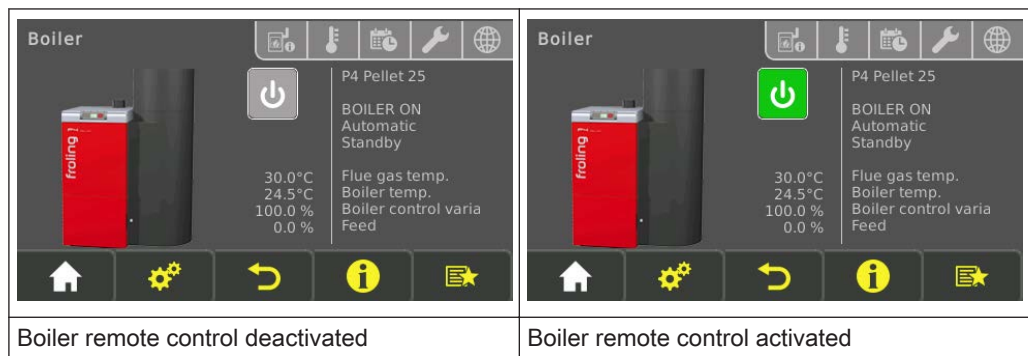 Boiler
P4 Pellet 25
BOILER ON
Automatic
Standby
froling
30.0°C Flue gas temp.
24.5°C Boiler temp.
100.0 % Boiler control varia
0.0 % Feed
Boiler remote control deactivated
Boiler
P4 Pellet 25
BOILER ON
Automatic
Standby
froling
30.0°C Flue gas temp.
24.5°C Boiler temp.
100.0 % Boiler control varia
0.0 % Feed
Boiler remote control activated